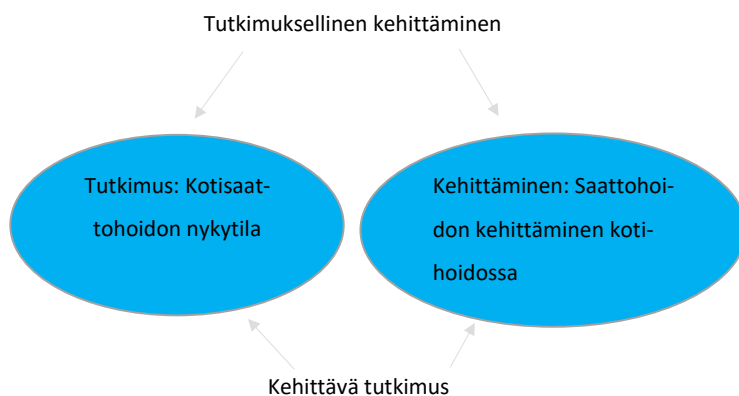 Tutkimuksellinen kehittäminen
Tutkimus: Kotisaat-
tohoidon nykytila
Kehittäminen: Saattohoi-
don kehittäminen koti-
hoidossa
Kehittävä tutkimus